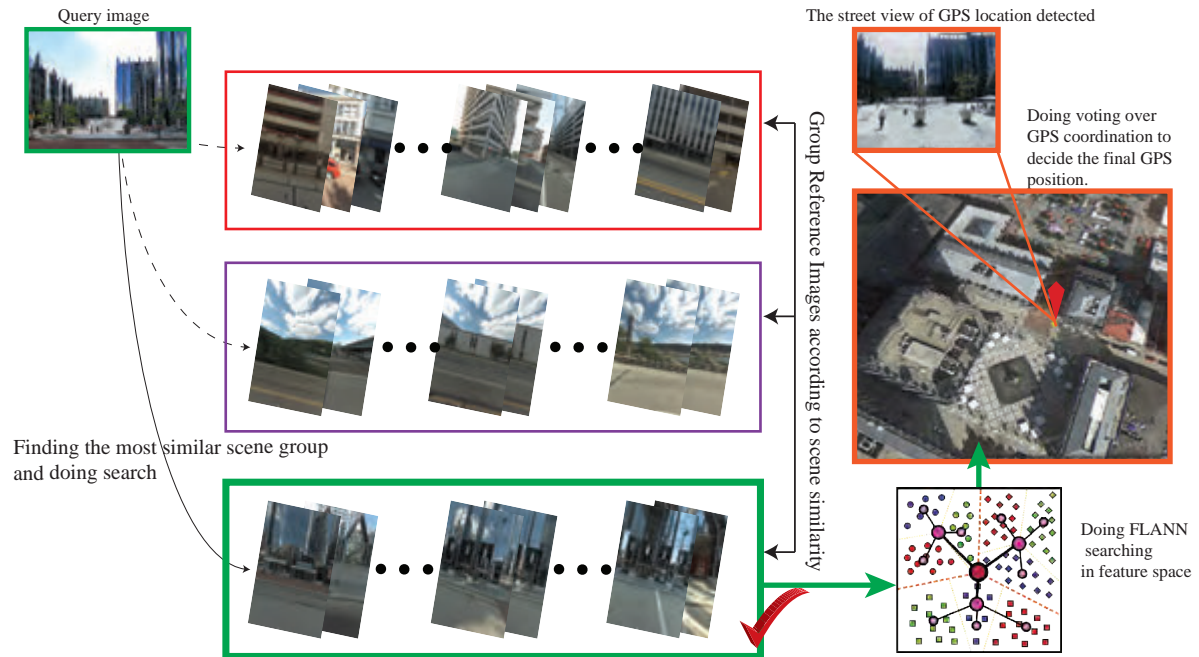 Query image
The street view of GPS location detected
Doing voting over
GPS coordination to
decide the final GPS
position.
Group Reference Images according to scene similarity
Finding the most similar scene group
and doing search
Doing FLANN
searching
in feature space